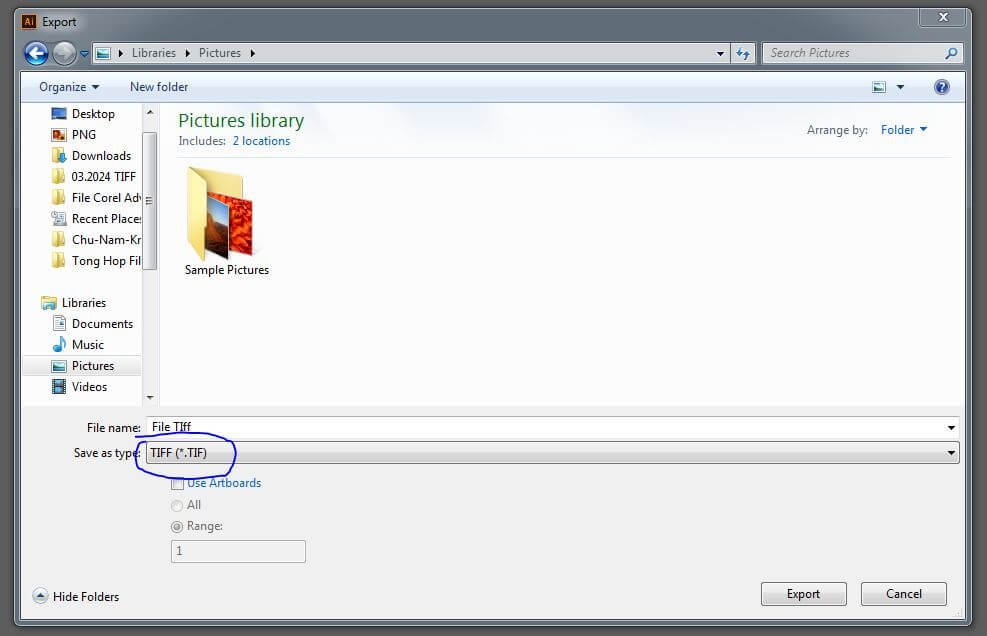 Ai Export
Libraries Pictures
Search Pictures
Organize New folder
Desktop
PNG
Downloads
03.2024 TIFF
File Corel Adv
Recent Places
Chu-Nam-Kr
Tong Hop Fil
Libraries
Documents
Music
Pictures
Videos
Pictures library
Includes: 2 locations
Arrange by: Folder
Sample Pictures
File name: File TIff
Save as type: TIFF (*.TIF)
Use Artboards
All
Range:
1
Hide Folders
Export Cancel